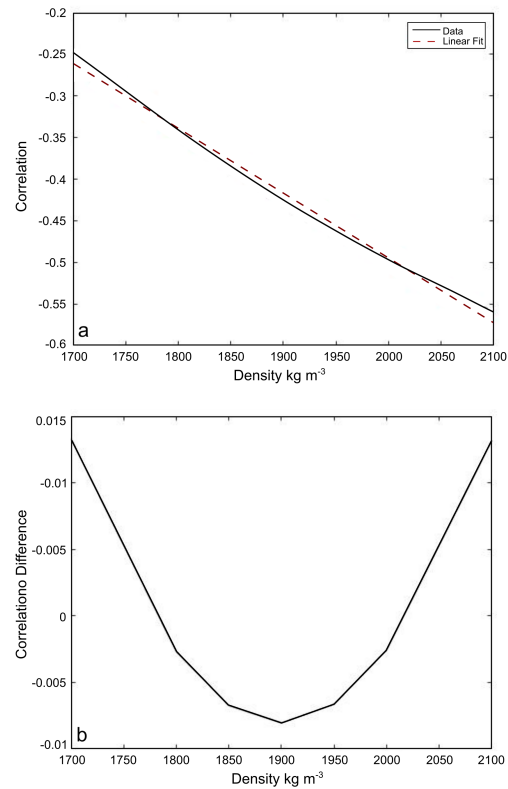 -0.2
-0.25
-0.3
-0.35
-0.4
-0.45
-0.5
-0.55
-0.6
Correlation
Data
Linear Fit
a
1700 1750 1800 1850 1900 1950 2000 2050 2100
Density kg m-3
0.015
-0.01
-0.005
0
-0.005
-0.01
Correlationo Difference
b
1700 1750 1800 1850 1900 1950 2000 2050 2100
Density kg m-3